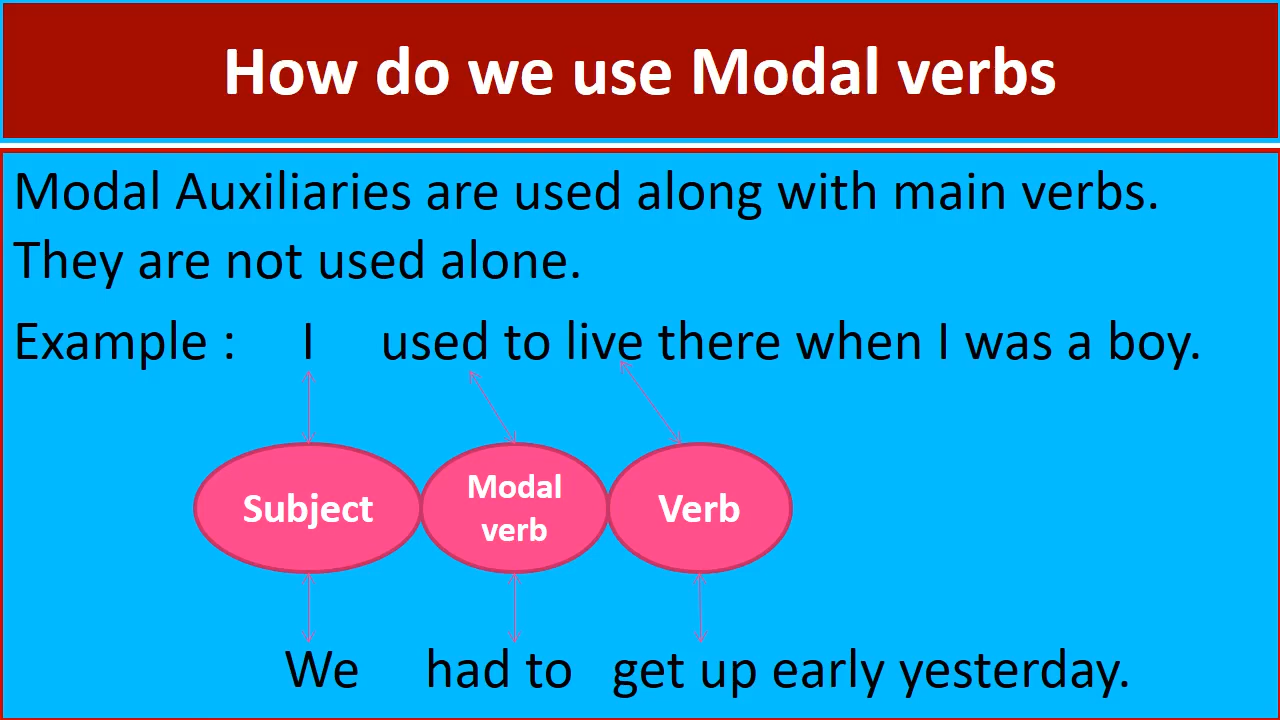 How do we use Modal verbs
Modal Auxiliaries are used along with main verbs.
They are not used alone.
Example : I used to live there when I was a boy.
Subject
Modal
verb
Verb
We had to get up early yesterday.